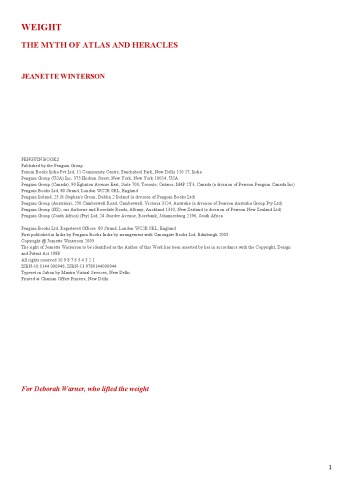 WEIGHT
THE MYTH OF ATLAS AND HERACLES
JEANETTE WINTERSON
PENGUIN BOOKS
Published by the Penguin Group
Penguin Books India Pvt Ltd, 11 Community Centre, Panchsheel Park, New Delhi 110 17, India
Penguin Group (USA) Inc, 375 Hudson Street, New York, New York 10014, USA
Penguin Group (Canada), 90 Eglinton Avenue East, Suite 700, Toronto, Ontario, M4P 2Y3, Canada (a division of Pearson Penguin Canada Inc)
Penguin Books Ltd, 80 Strand, London WC2R 0RL, England
Penguin Ireland, 25 St Stephen's Green, Dublin 2 Ireland (a division of Penguin Books Ltd)
Penguin Group (Australia), 250 Camberwell Road, Camberwell, Victoria 3124, Australia (a division of Pearson Australia Group Pty Ltd)
Penguin Group (NZ), cnr Airborne and Rosedale Roads, Albany, Auckland 1310, New Zealand (a division of Pearson New Zealand Ltd)
Penguin Group (South Africa) (Pty) Ltd, 24 Sturdee Avenue, Rosebank, Johannesburg 2196, South Africa
Penguin Books Ltd, Registered Offices: 80 Strand, London WC2R 0RL, England
First published in India by Penguin Books India by arrangement with Canongate Books Ltd, Edinburgh 2005
Copyright @ Jeanette Winterson 2005
The right of Jeanette Winterson to be identified as the Author of this Work has been asserted by her in accordance with the Copyright, Design
and Patent Act 1988
All rights reserved 10 9 8 7 6 5 4 3 2 1
Typeset in Sabon by Mantra Virtual Services, New Delhi
Printed at Chaman Offset Printers, New Delhi
For Deborah Warner, who lifted the weight
1